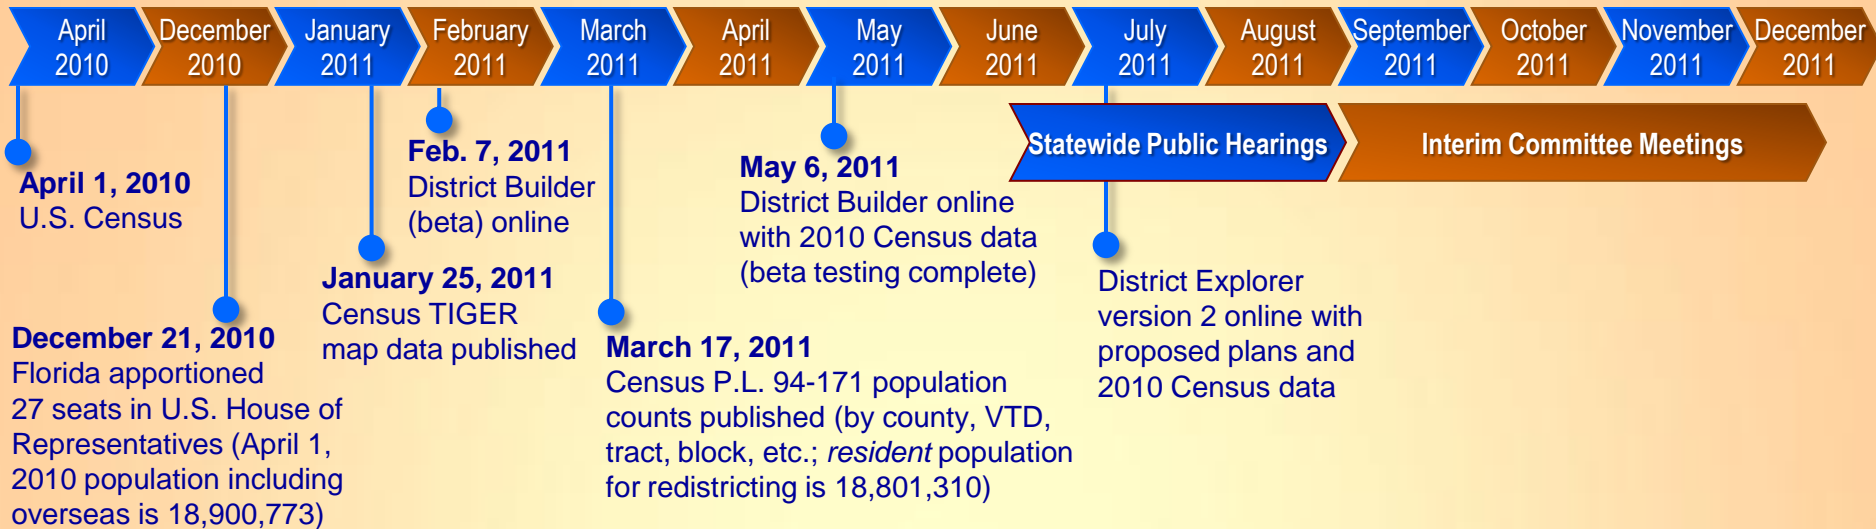 April
2010
December
2010
January
2011
February
2011
March
2011
April
2011
May
2011
June
2011
July
2011
August
2011
September
2011
October
2011
November
2011
December
2011
Statewide Public Hearings
Interim Committee Meetings
April 1, 2010
U.S. Census
December 21, 2010
Florida apportioned
27 seats in U.S. House of
Representatives (April 1,
2010 population including
overseas is 18,900,773)
January 25, 2011
Census TIGER
map data published
Feb. 7, 2011
District Builder
(beta) online
March 17, 2011
Census P.L. 94-171 population
counts published (by county, VTD,
tract, block, etc.; resident population
for redistricting is 18,801,310)
May 6, 2011
District Builder online
with 2010 Census data
(beta testing complete)
District Explorer
version 2 online with
proposed plans and
2010 Census data